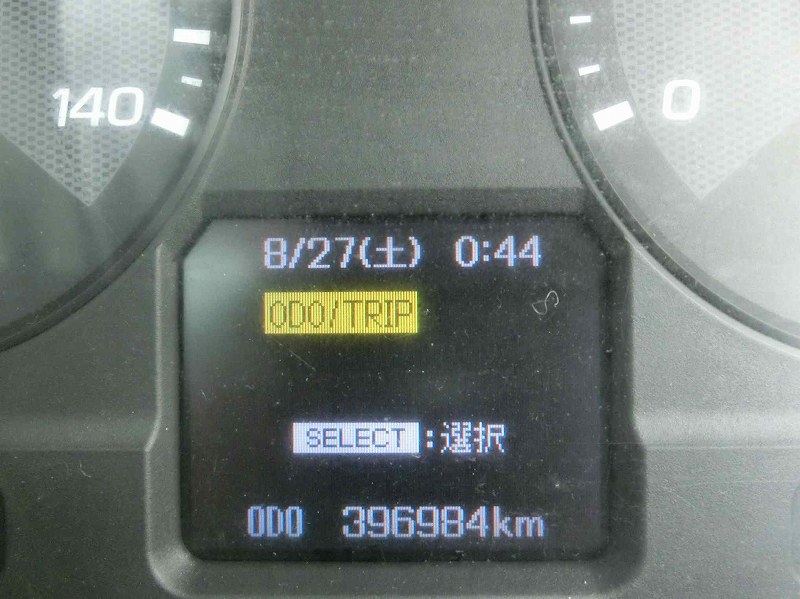 140
0
8/27(土) 0:44
ODO/TRIP
SELECT:選択
ODO 396984km